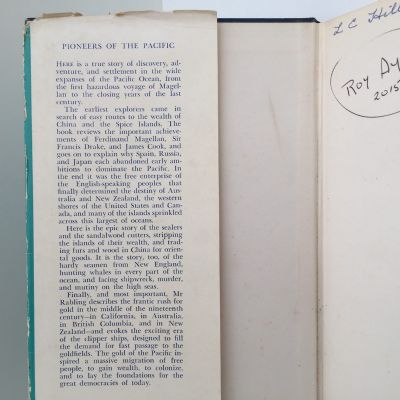 PIONEERS OF THE PACIFIC
HERE is a true story of discovery, ad-
venture, and settlement in the wide
expanses of the Pacific Ocean, from
the first hazardous voyage of Magel-
lan to the closing years of the last
century.
The earliest explorers came in
search of easy routes to the wealth of
China and the Spice Islands. The
book reviews the important achieve-
ments of Ferdinand Magellan, Sir
Francis Drake, and James Cook, and
goes on to explain why Spain, Russia,
and Japan each abandoned early am-
bitions to dominate the Pacific. In
the end it was the free enterprise of
the English-speaking peoples that
finally determined the destiny of Aus-
tralia and New Zealand, the western
shores of the United States and Can-
ada, and many of the islands sprinkled
across this largest of oceans.
Here is the epic story of the sealers
and the sandalwood cutters, stripping
the islands of their wealth, and trad-
ing furs and wood in China for orien-
tal goods. It is the story, too, of the
hardy seamen from New England,
hunting whales in every part of the
ocean, and facing shipwreck, murder,
and mutiny on the high seas.
Finally, and most important, Mr
Rabling describes the frantic rush for
gold in the middle of the nineteenth
century—in California, in Australia,
in British Columbia, and in New
Zealand—and evokes the exciting era
of the clipper ships, designed to fill
the demand for fast passage to the
goldfields. The gold of the Pacific in-
spired a massive migration of free
people, to gain wealth, to colonize,
and to lay the foundations for the
great democracies of today.
L C Hill
ROY
2015